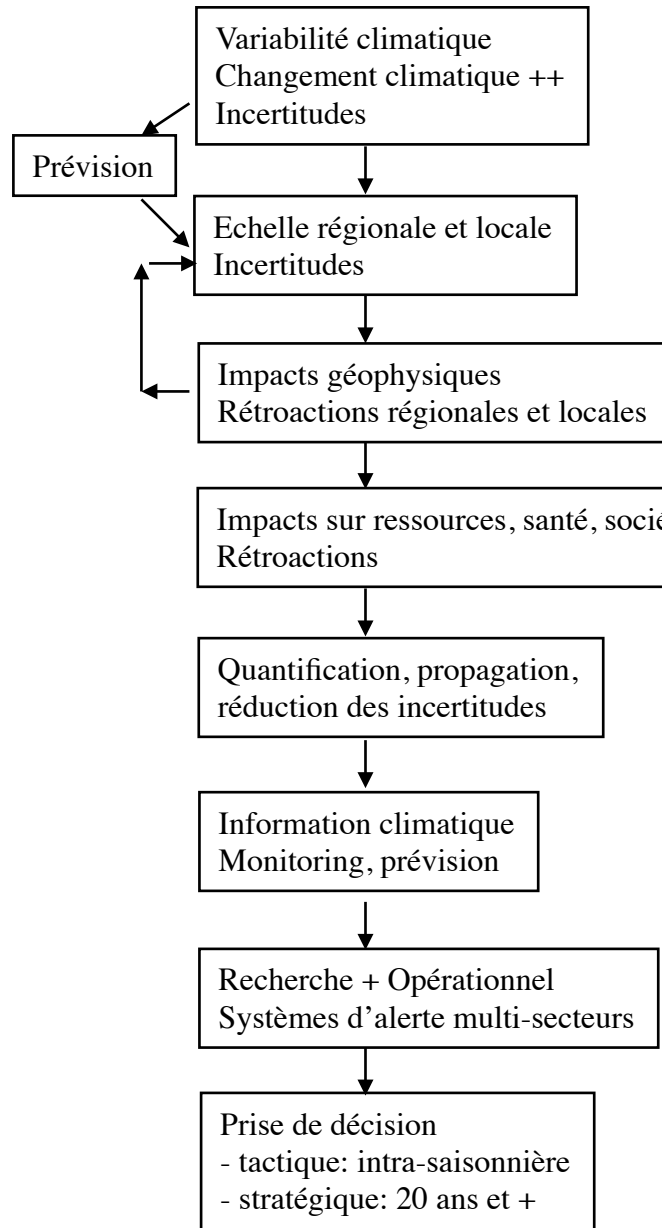 Variabilité climatique
Changement climatique ++
Incertitudes
Prévision
Echelle régionale et locale
Incertitudes
Impacts géophysiques
Rétroactions régionales et locales
Impacts sur ressources, santé, socié
Rétroactions
Quantification, propagation,
réduction des incertitudes
Information climatique
Monitoring, prévision
Recherche + Opérationnel
Systèmes d’alerte multi-secteurs
Prise de décision
- tactique: intra-saisonnière
- stratégique: 20 ans et +